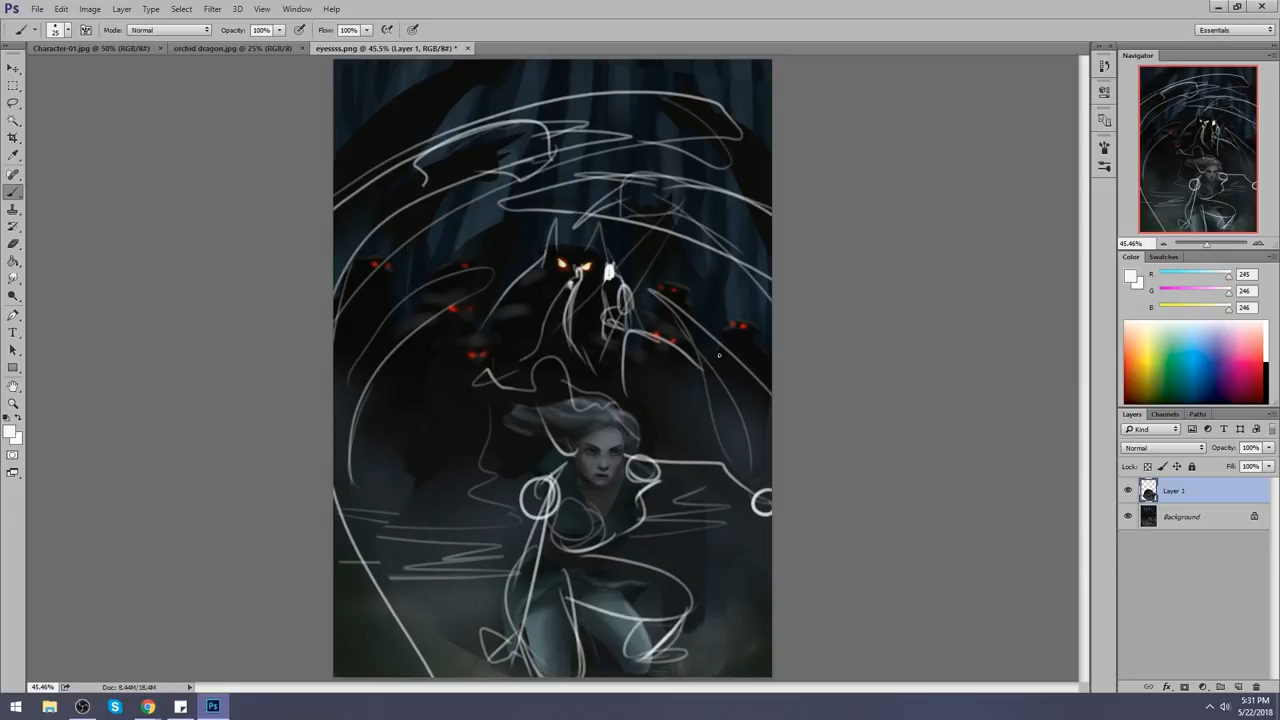 Ps File Edit Image Layer Type Select Filter 3D View Window Help
25 Mode: Normal Opacity: 100% Flow: 100% Essentials
Character-01.jpg @ 50% (RGB/8#) × orchid dragon.jpg @ 25% (RGB/8) × eyessss.png @ 45.5% (Layer 1, RGB/8#) * ×
Navigator
45.46%
Color Swatches
R 245
G 246
B 246
Layers Channels Paths
Kind
Normal Opacity: 100%
Lock: Fill: 100%
Layer 1
Background
45.46% Doc: 8.44M/18.4M
5:31 PM
5/22/2018